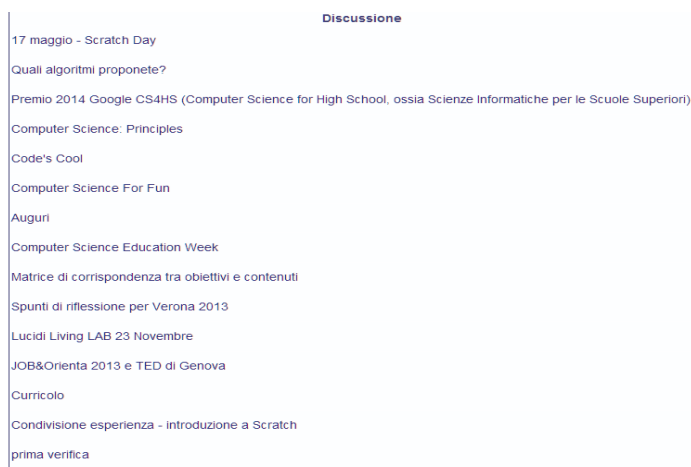 Discussione
17 maggio - Scratch Day
Quali algoritmi proponete?
Premio 2014 Google CS4HS (Computer Science for High School, ossia Scienze Informatiche per le Scuole Superiori)
Computer Science: Principles
Code's Cool
Computer Science For Fun
Auguri
Computer Science Education Week
Matrice di corrispondenza tra obiettivi e contenuti
Spunti di riflessione per Verona 2013
Lucidi Living LAB 23 Novembre
JOB&Orienta 2013 e TED di Genova
Curricolo
Condivisione esperienza - introduzione a Scratch
prima verifica